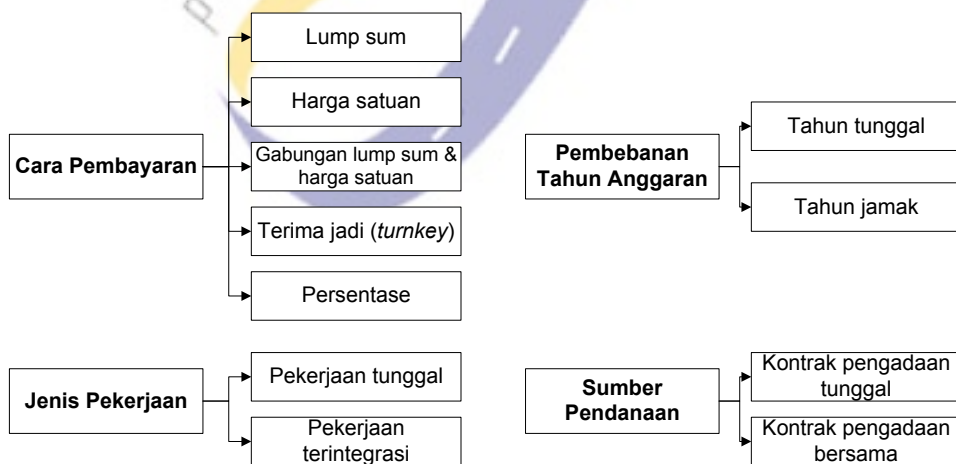 Cara Pembayaran
Lump sum
Harga satuan
Gabungan lump sum &
harga satuan
Terima jadi (turnkey)
Persentase
Pembebanan
Tahun Anggaran
Tahun tunggal
Tahun jamak
Jenis Pekerjaan
Pekerjaan tunggal
Pekerjaan
terintegrasi
Sumber
Pendanaan
Kontrak pengadaan
tunggal
Kontrak pengadaan
bersama